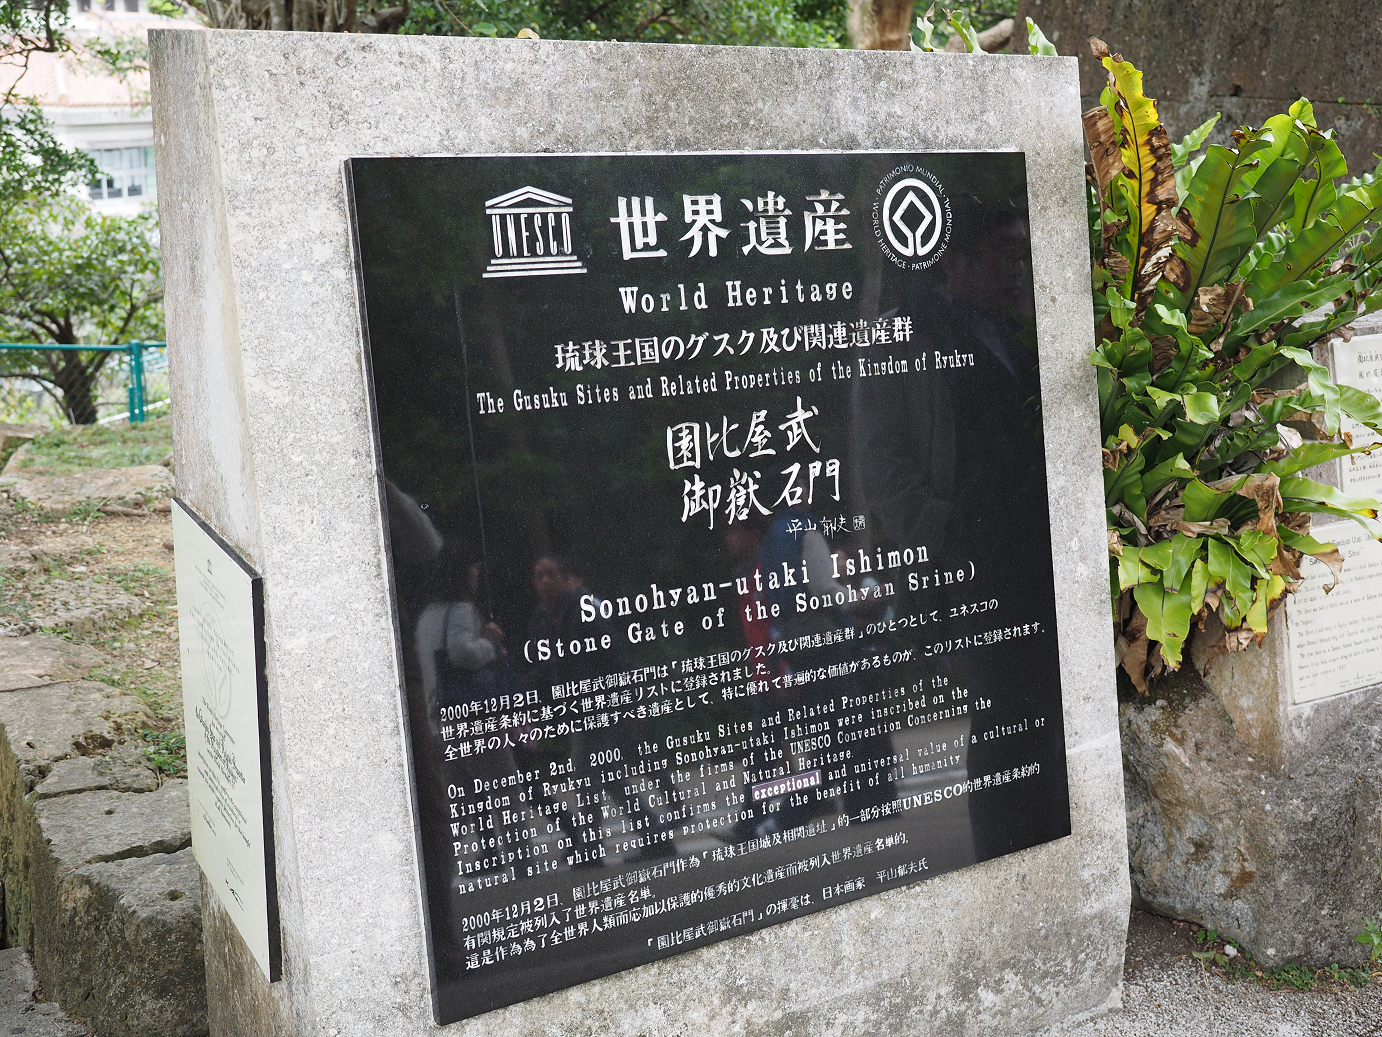 UNESCO
世界遺産
PATRIMONIO MUNDIAL · WORLD HERITAGE · PATRIMOINE MONDIAL
World Heritage
琉球王国のグスク及び関連遺産群
The Gusuku Sites and Related Properties of the Kingdom of Ryukyu
園比屋武
御嶽石門
平山郁夫
Sonohyan-utaki Ishimon
(Stone Gate of the Sonohyan Srine)
2000年12月2日、園比屋武御嶽石門は「琉球王国のグスク及び関連遺産群」のひとつとして、ユネスコの
世界遺産条約に基づく世界遺産リストに登録されました。
全世界の人々のために保護すべき遺産として、特に優れて普遍的な価値があるものが、このリストに登録されます。
On December 2nd, 2000, the Gusuku Sites and Related Properties of the
Kingdom of Ryukyu including Sonohyan-utaki Ishimon were inscribed on the
World Heritage List, under the firms of the UNESCO Convention Concerning the
Protection of the World Cultural and Natural Heritage.
Inscription on this list confirms the exceptional and universal value of a cultural or
natural site which requires protection for the benefit of all humanity
2000年12月2日、園比屋武御嶽石門作為「琉球王国城及相関遺址」的一部分按照UNESCO的世界遺産条約的
有関規定被列入了世界遺産名単。
這是作為為了全世界人類而応加以保護的優秀的文化遺産而被列入世界遺産名単的.
「園比屋武御嶽石門」の揮毫は、日本画家 平山郁夫氏